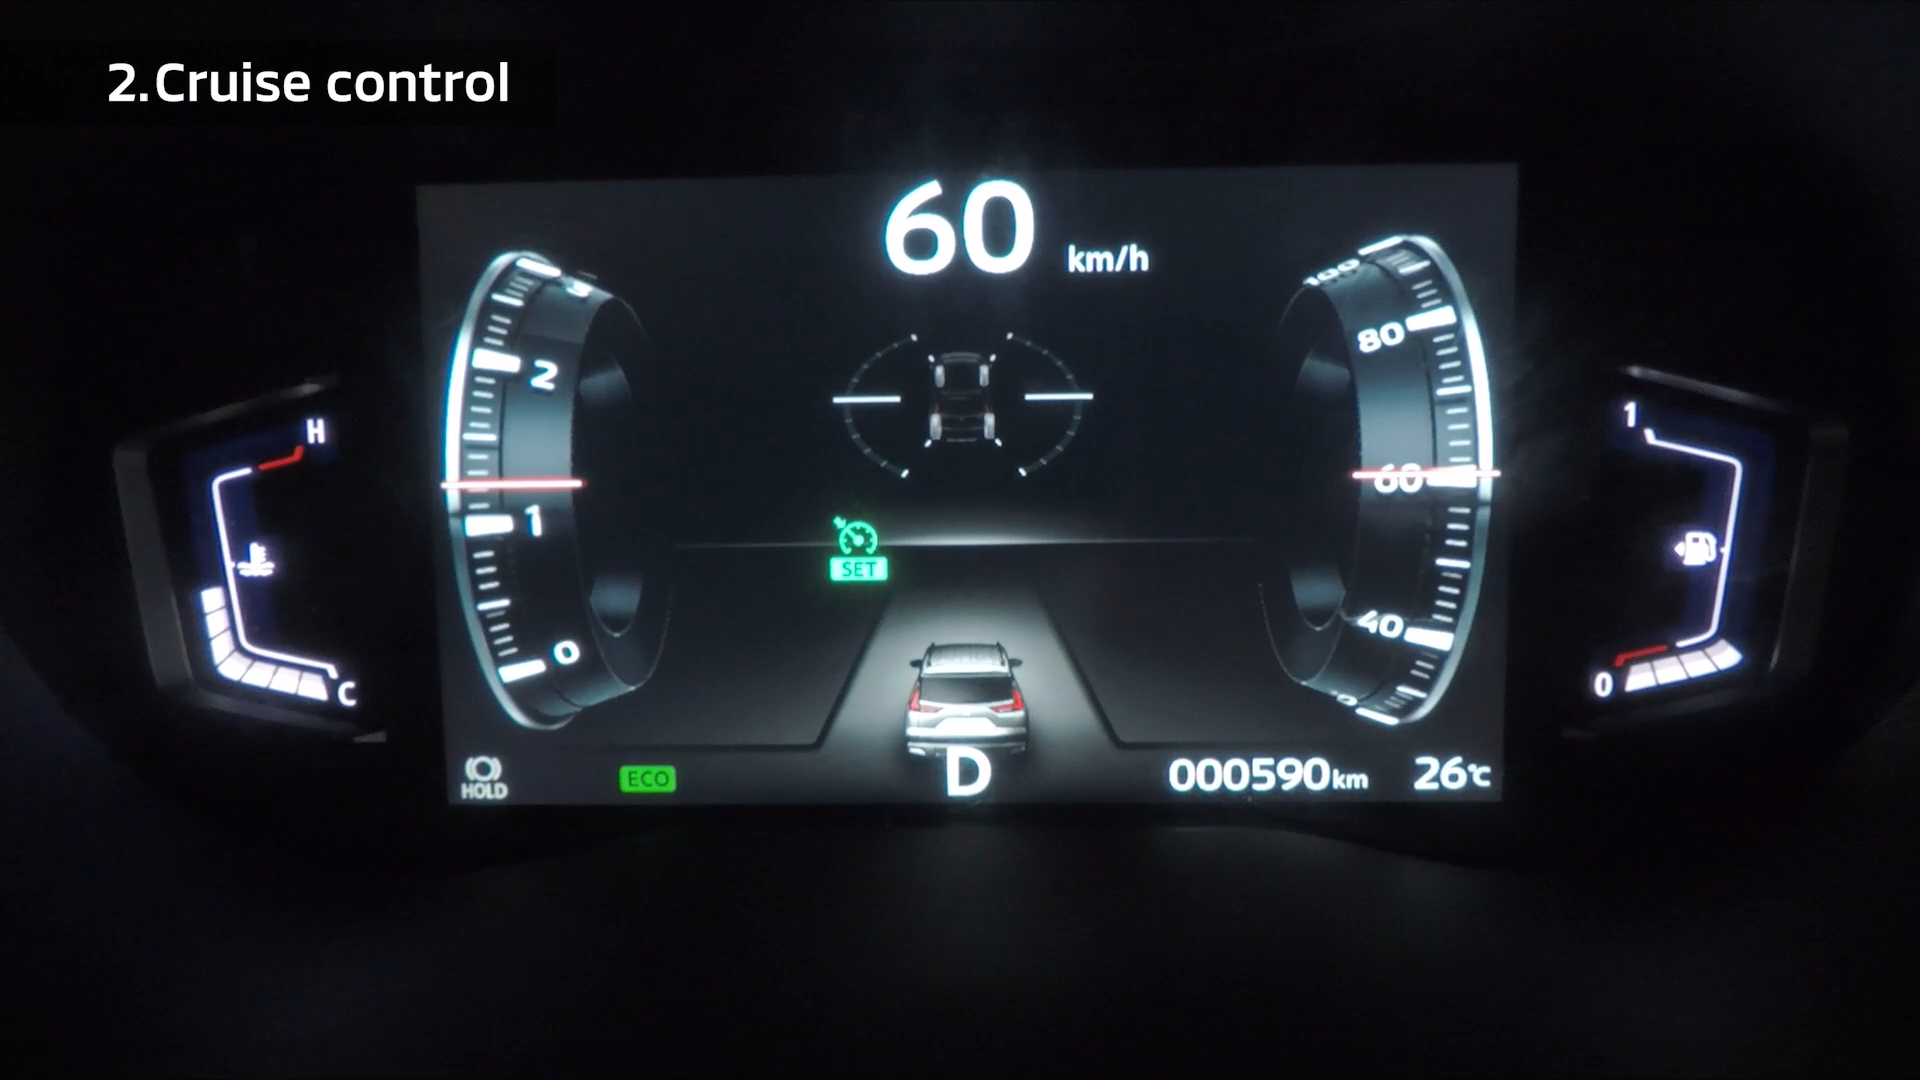 2.Cruise control
60 km/h
3
2
1
0
100
80
60
40
H
C
1
0
SET
HOLD
ECO
D
000590km
26°C